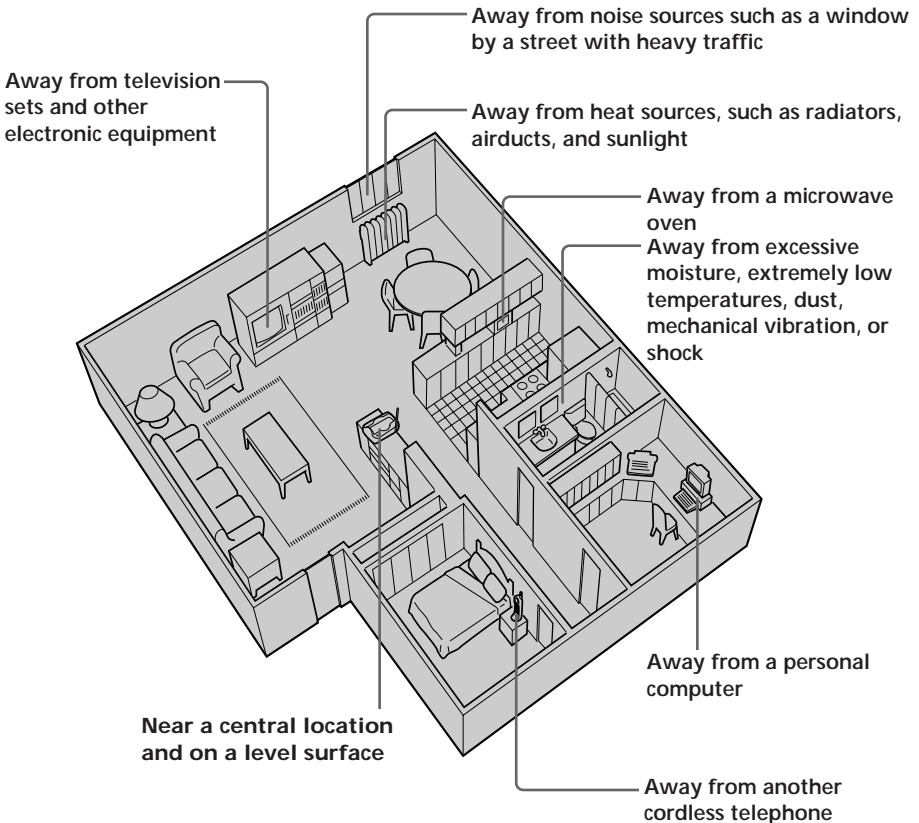 Away from noise sources such as a window
by a street with heavy traffic
Away from television
sets and other
electronic equipment
Away from heat sources, such as radiators,
airducts, and sunlight
Away from a microwave
oven
Away from excessive
moisture, extremely low
temperatures, dust,
mechanical vibration, or
shock
Away from a personal
computer
Near a central location
and on a level surface
Away from another
cordless telephone